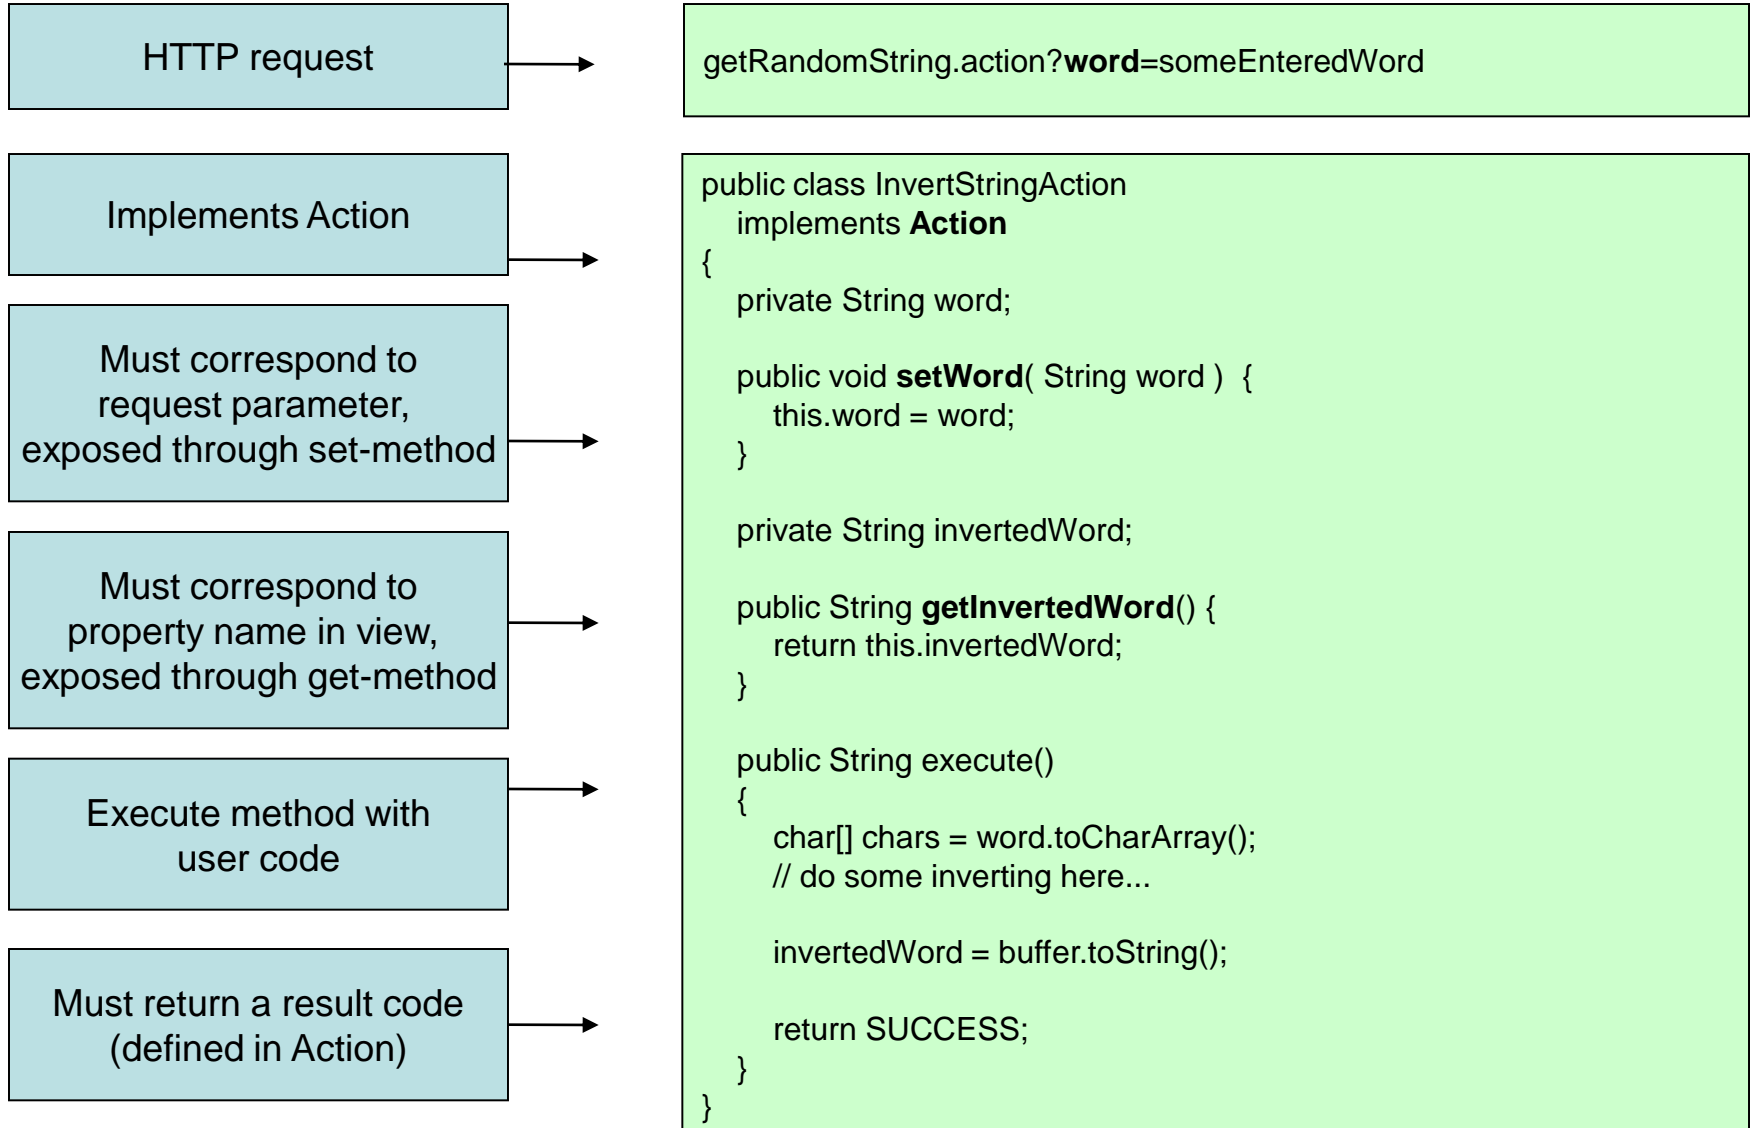 HTTP request
getRandomString.action?word=someEnteredWord
Implements Action
Must correspond to
request parameter,
exposed through set-method
Must correspond to
property name in view,
exposed through get-method
Execute method with
user code
Must return a result code
(defined in Action)
public class InvertStringAction
implements Action
{
private String word;
public void setWord( String word ) {
this.word = word;
}
private String invertedWord;
public String getInvertedWord() {
return this.invertedWord;
}
public String execute()
{
char[] chars = word.toCharArray();
// do some inverting here...
invertedWord = buffer.toString();
return SUCCESS;
}
}